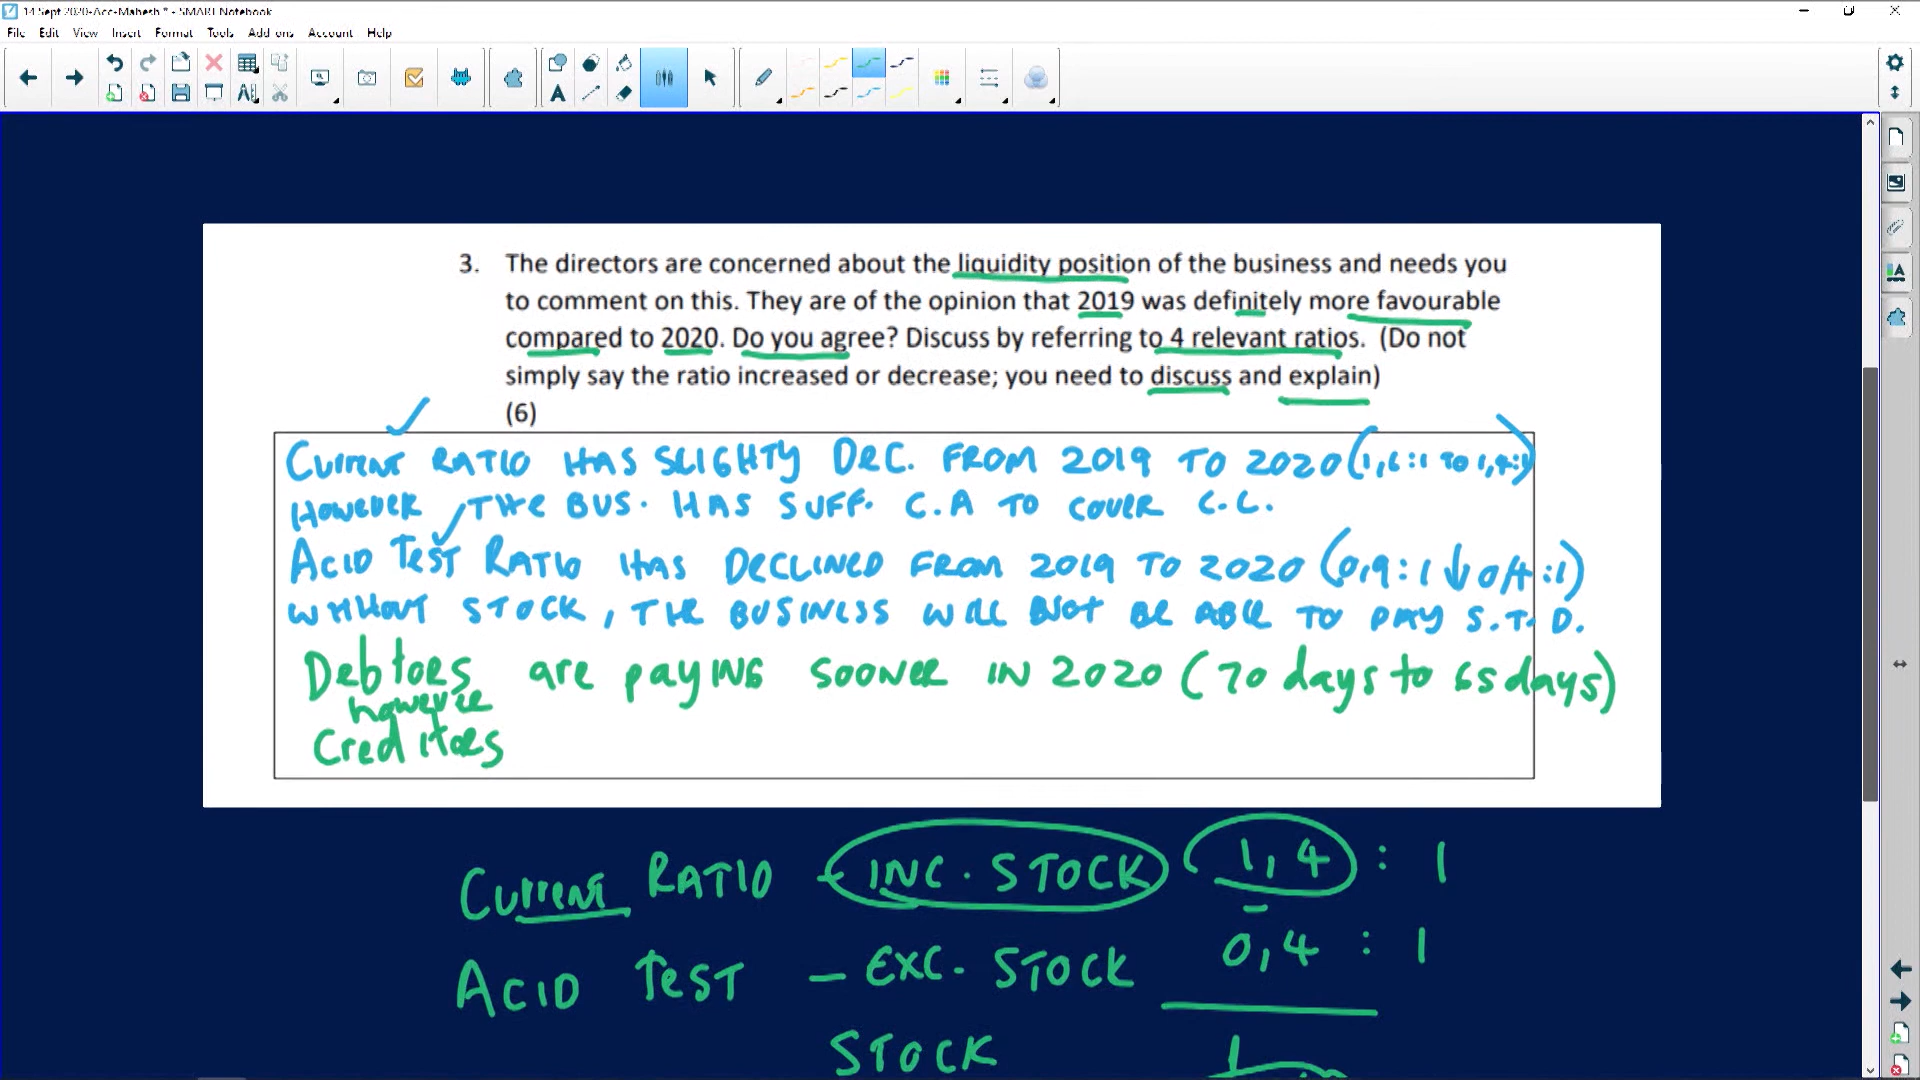 14 Sept 2020-Acc-Mahesh * - SMART Notebook
File Edit View Insert Format Tools Add-ons Account Help
3. The directors are concerned about the liquidity position of the business and needs you
to comment on this. They are of the opinion that 2019 was definitely more favourable
compared to 2020. Do you agree? Discuss by referring to 4 relevant ratios. (Do not
simply say the ratio increased or decrease; you need to discuss and explain)
(6)
CURRENT RATIO HAS SLIGHTY DEC. FROM 2019 TO 2020 (1,6:1 TO 1,4:1)
HOWEVER, THE BUS. HAS SUFF. C.A TO COVER C.L.
ACID TEST RATIO HAS DECLINED FROM 2019 TO 2020 (0,9:1 ↓ 0,4:1)
WITHOUT STOCK, THE BUSINESS WILL NOT BE ABLE TO PAY S.T.D.
Debtors are paying sooner in 2020 (70 days to 65 days)
however
Creditors
CURRENT RATIO - INC. STOCK 1,4 : 1
ACID TEST - EXC. STOCK 0,4 : 1
STOCK 1